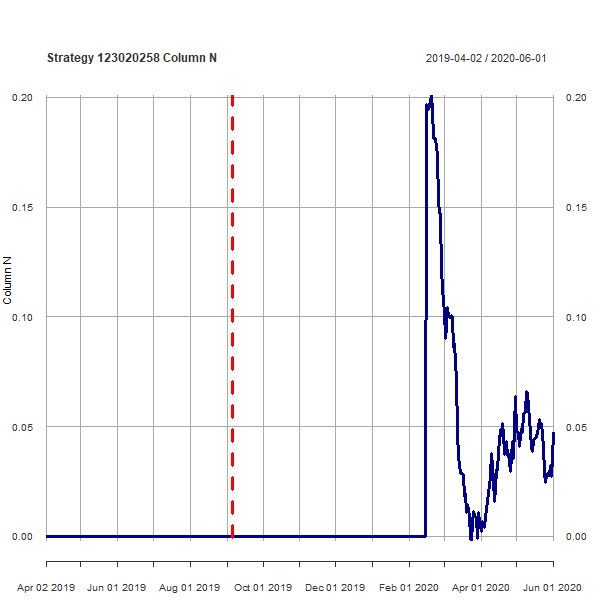 Strategy 123020258 Column N
2019-04-02 / 2020-06-01
0.20 0.20
0.15 0.15
0.10 0.10
0.05 0.05
0.00 0.00
Column N
Apr 02 2019 Jun 01 2019 Aug 01 2019 Oct 01 2019 Dec 01 2019 Feb 01 2020 Apr 01 2020 Jun 01 2020